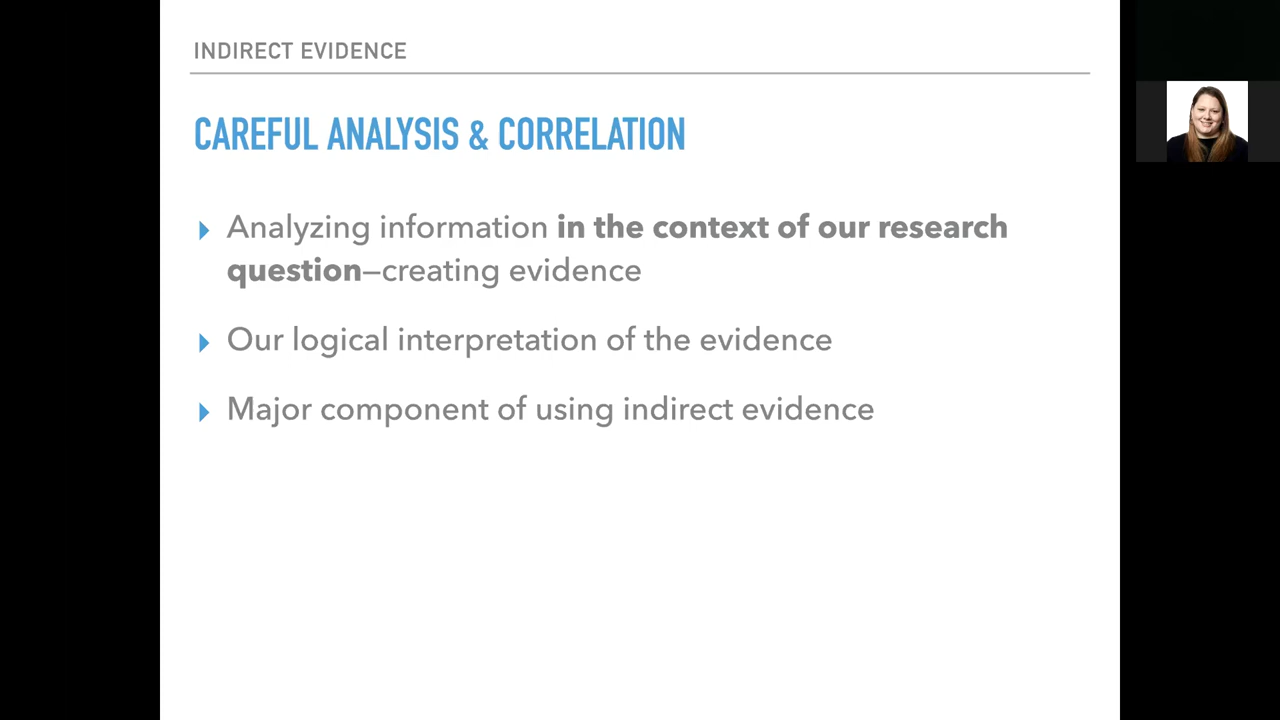 INDIRECT EVIDENCE
CAREFUL ANALYSIS & CORRELATION
Analyzing information in the context of our research
question—creating evidence
Our logical interpretation of the evidence
Major component of using indirect evidence